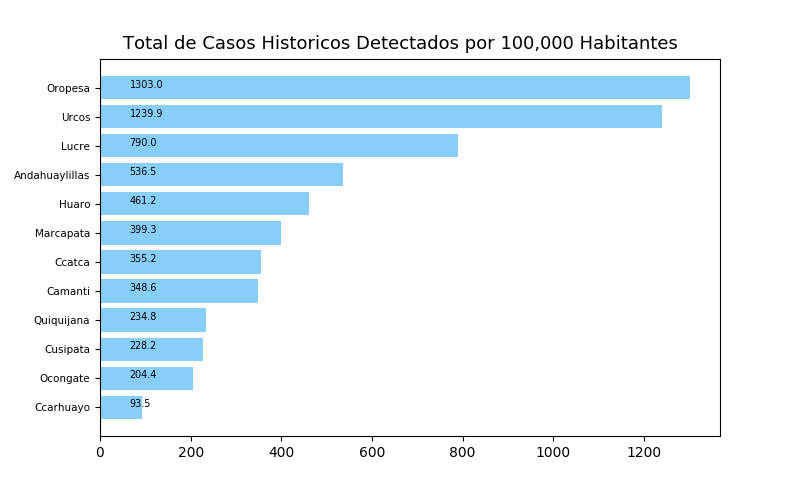 Total de Casos Historicos Detectados por 100,000 Habitantes
Oropesa 1303.0
Urcos 1239.9
Lucre 790.0
Andahuaylillas 536.5
Huaro 461.2
Marcapata 399.3
Ccatca 355.2
Camanti 348.6
Quiquijana 234.8
Cusipata 228.2
Ocongate 204.4
Ccarhuayo 93.5
0 200 400 600 800 1000 1200